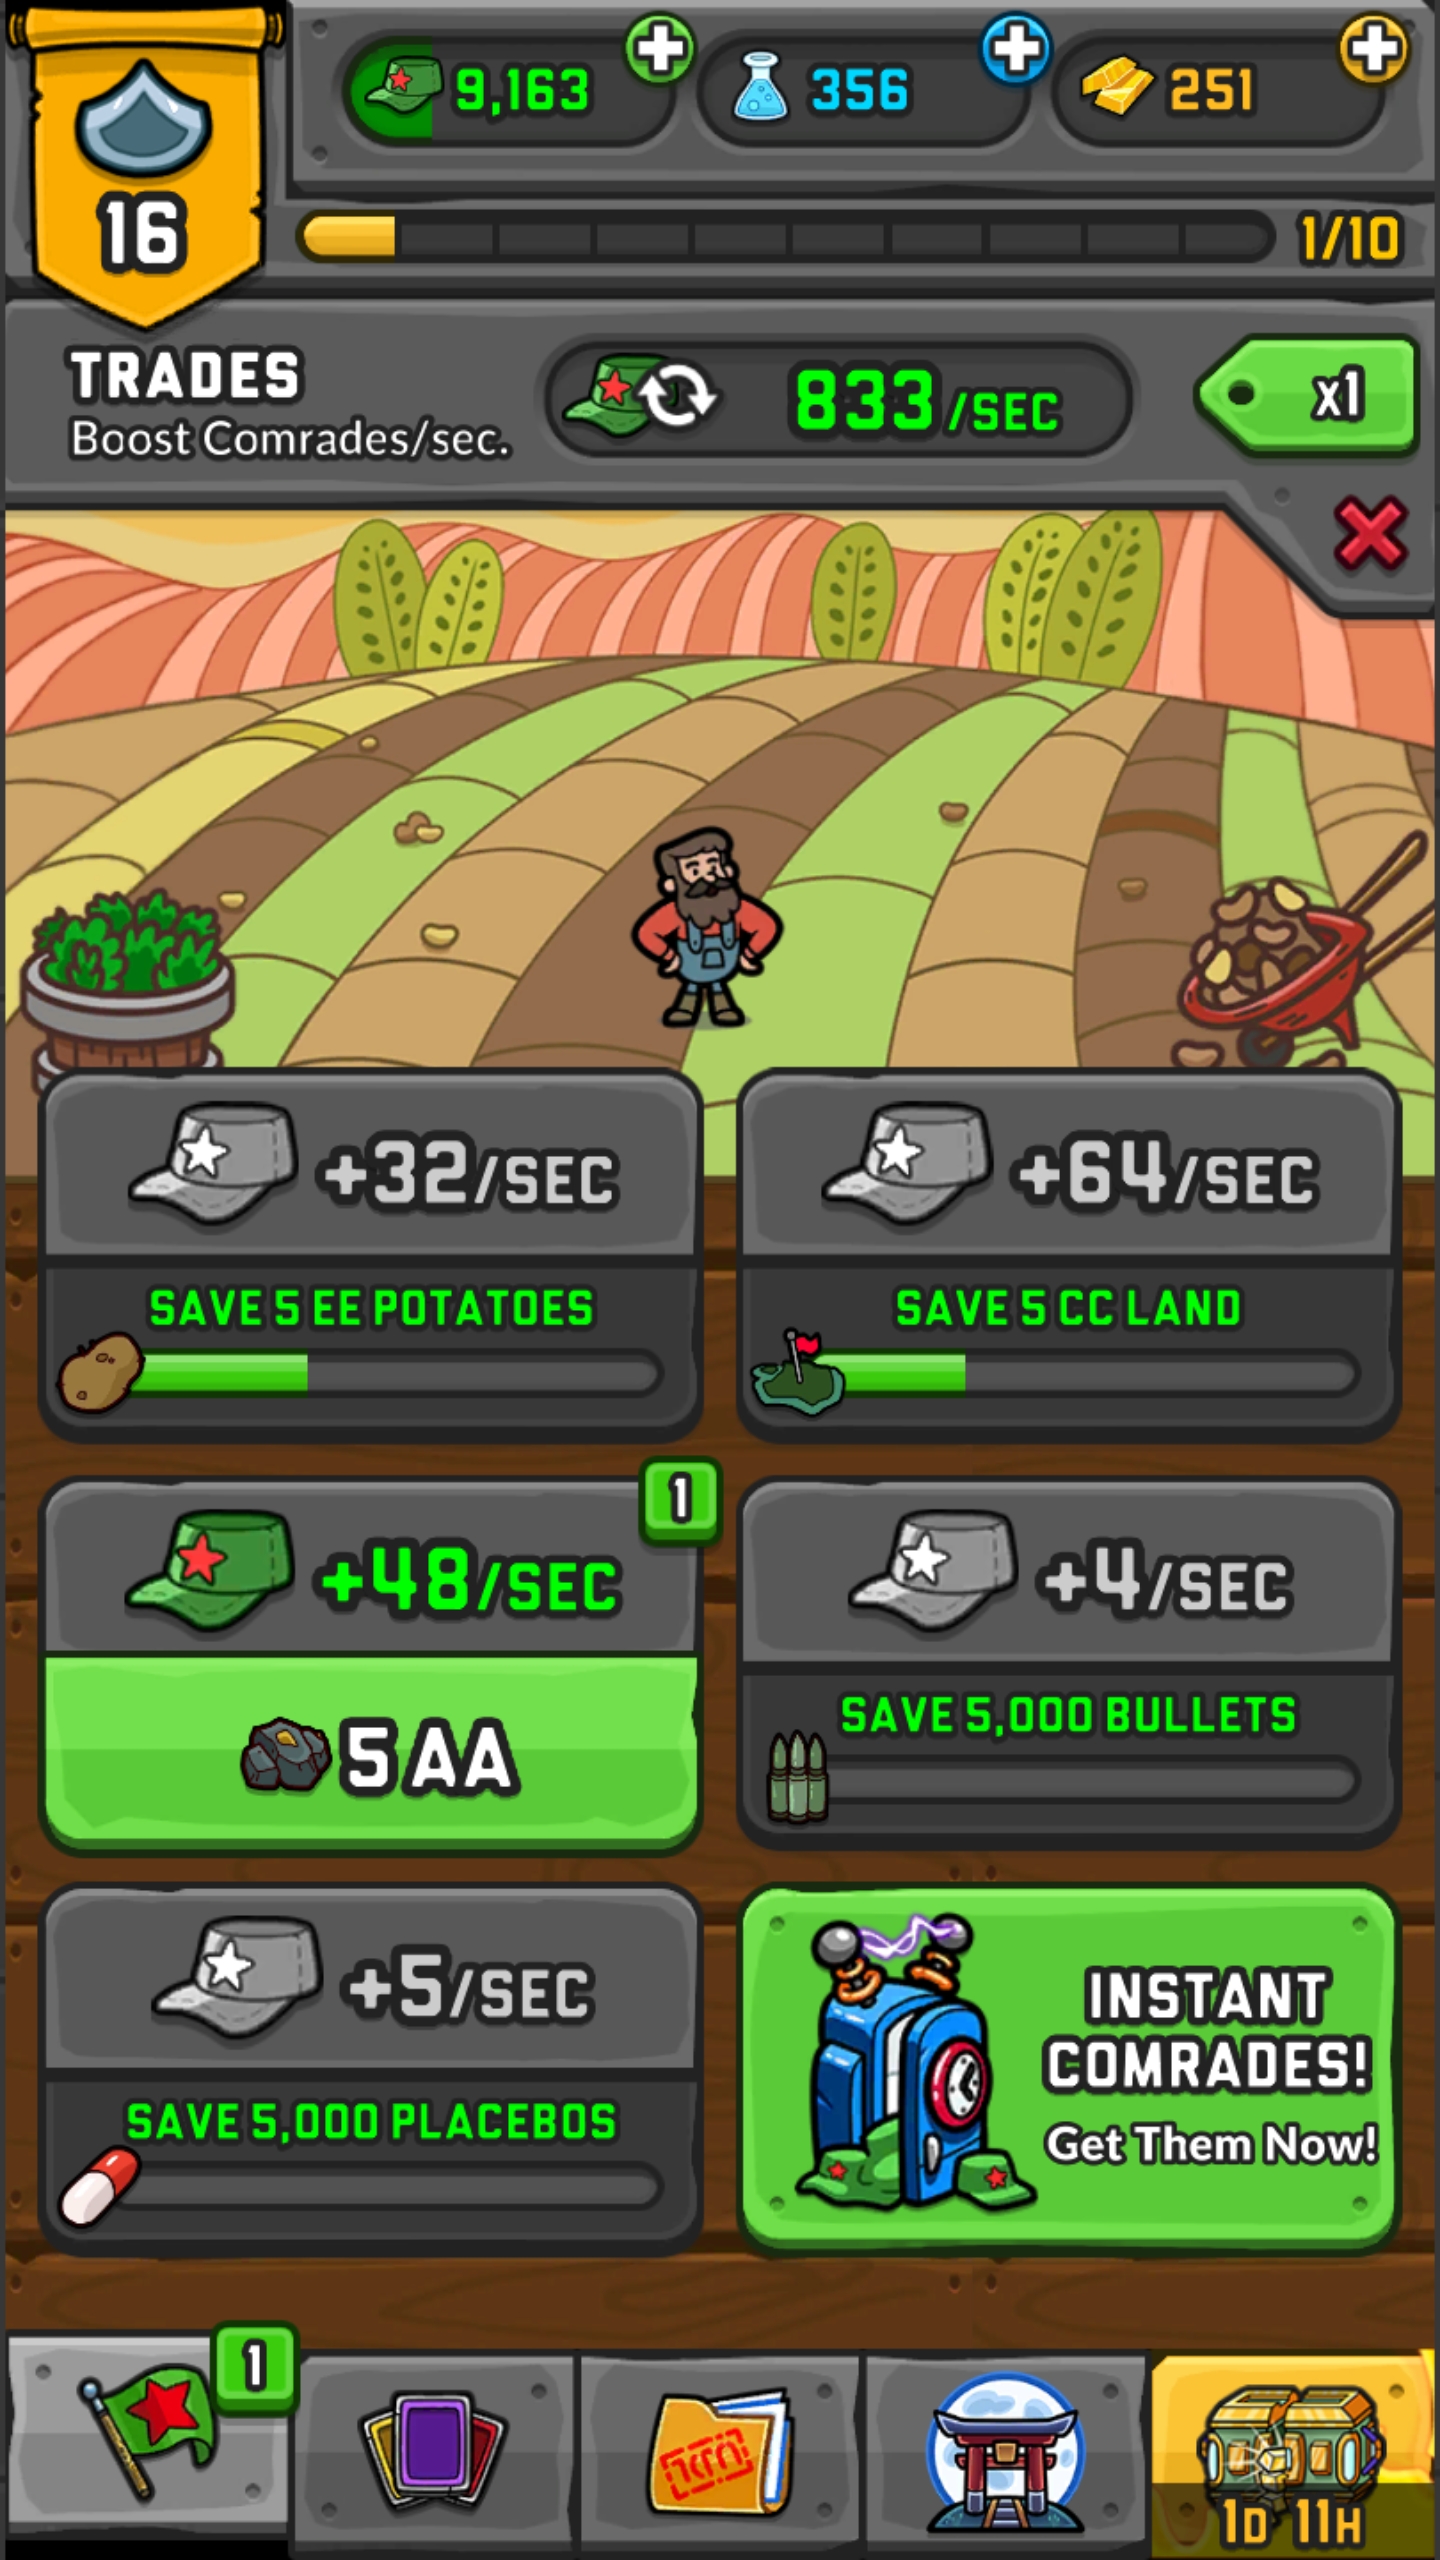 9,163
356
251
16
1/10
TRADES
Boost Comrades/sec.
833/SEC
x1
+32/SEC
+64/SEC
SAVE 5 EE POTATOES
SAVE 5 CC LAND
1
+48/SEC
+4/SEC
5 AA
SAVE 5,000 BULLETS
+5/SEC
SAVE 5,000 PLACEBOS
INSTANT
COMRADES!
Get Them Now!
1
1D 11H